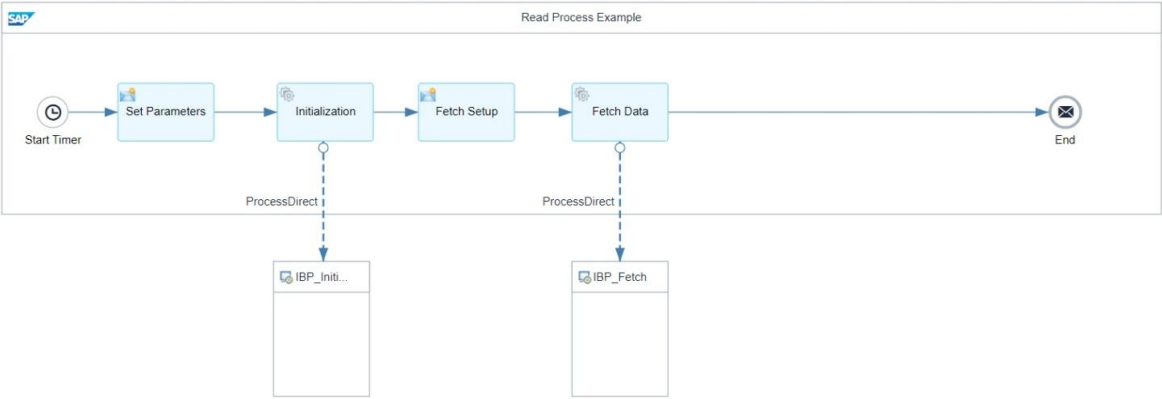 SAP
Read Process Example
Set Parameters
Initialization
Fetch Setup
Fetch Data
Start Timer
End
ProcessDirect
ProcessDirect
IBP_Initi...
IBP_Fetch